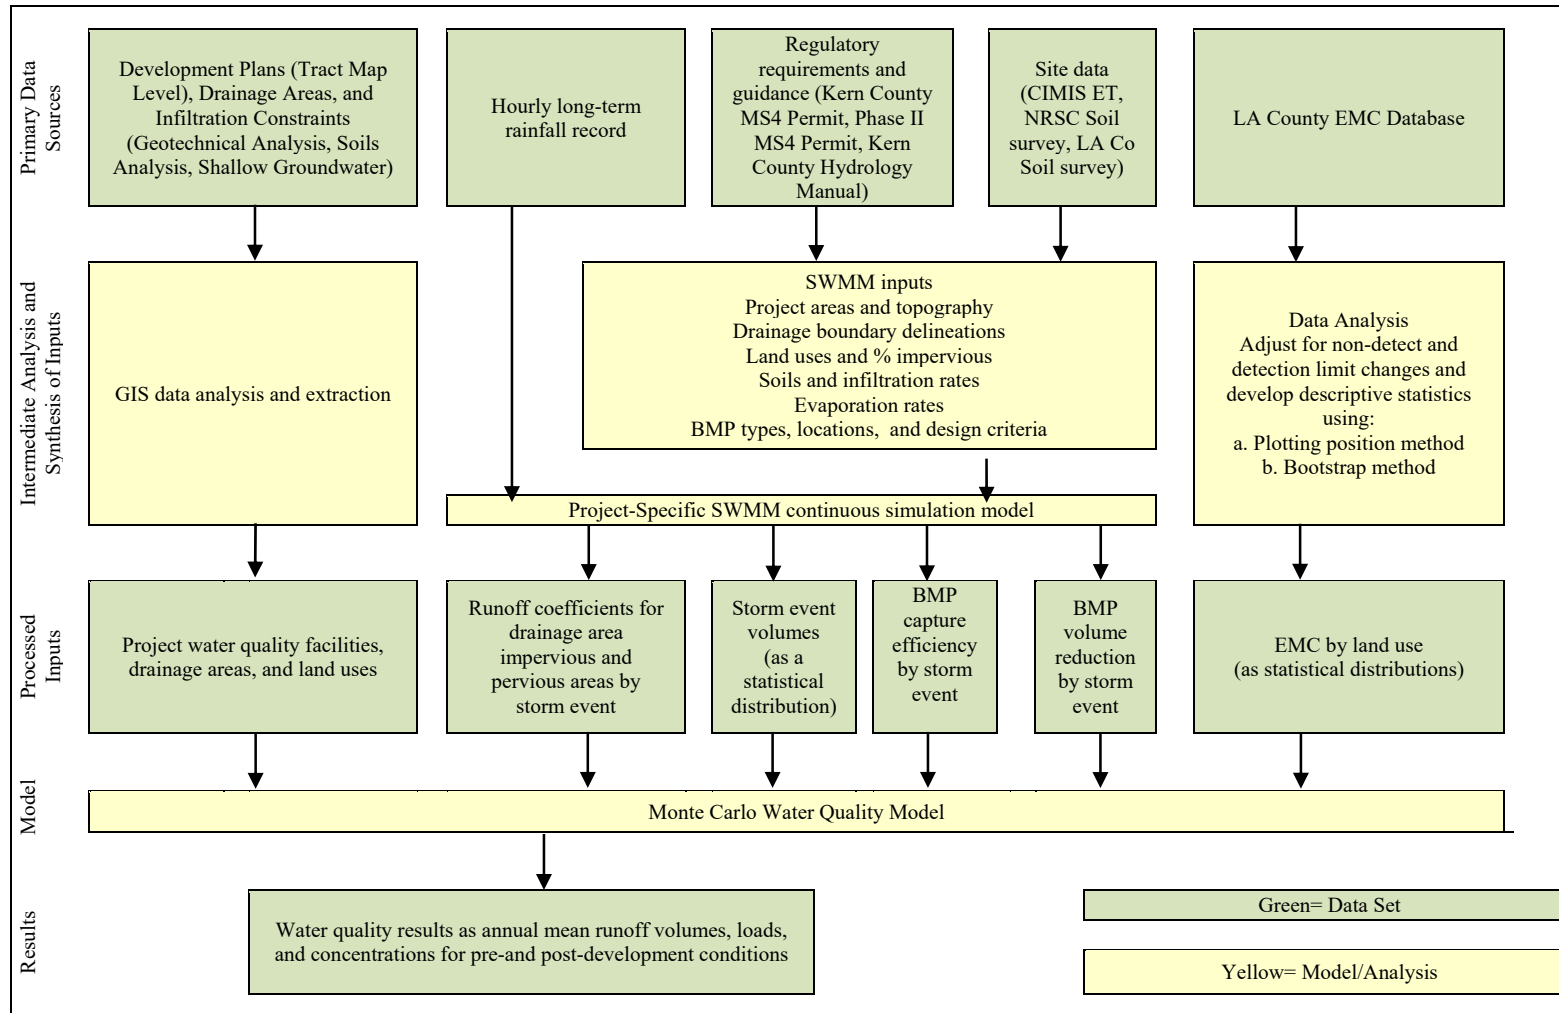 Primary Data
Sources
Development Plans (Tract Map
Level), Drainage Areas, and
Infiltration Constraints
(Geotechnical Analysis, Soils
Analysis, Shallow Groundwater)
Hourly long-term
rainfall record
Regulatory
requirements and
guidance (Kern County
MS4 Permit, Phase II
MS4 Permit, Kern
County Hydrology
Manual)
Site data
(CIMIS ET,
NRSC Soil
survey, LA Co
Soil survey)
LA County EMC Database
Intermediate Analysis and
Synthesis of Inputs
GIS data analysis and extraction
SWMM inputs
Project areas and topography
Drainage boundary delineations
Land uses and % impervious
Soils and infiltration rates
Evaporation rates
BMP types, locations, and design criteria
Data Analysis
Adjust for non-detect and
detection limit changes and
develop descriptive statistics
using:
a. Plotting position method
b. Bootstrap method
Project-Specific SWMM continuous simulation model
Processed
Inputs
Project water quality facilities,
drainage areas, and land uses
Runoff coefficients for
drainage area
impervious and
pervious areas by
storm event
Storm event
volumes
(as a
statistical
distribution)
BMP
capture
efficiency
by storm
event
BMP
volume
reduction
by storm
event
EMC by land use
(as statistical distributions)
Model
Monte Carlo Water Quality Model
Results
Water quality results as annual mean runoff volumes, loads,
and concentrations for pre-and post-development conditions
Green= Data Set
Yellow= Model/Analysis